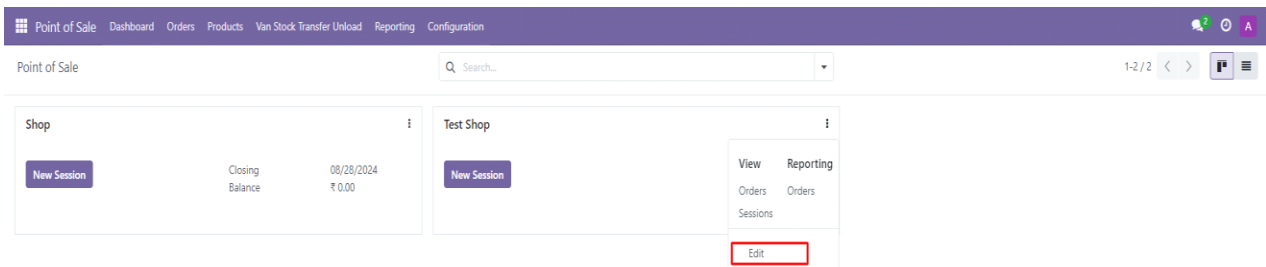 Point of Sale Dashboard Orders Products Van Stock Transfer Unload Reporting Configuration 2 A
Point of Sale Search... 1-2 / 2
Shop
New Session
Closing 08/28/2024
Balance ₹ 0.00
Test Shop
New Session
View Reporting
Orders Orders
Sessions
Edit